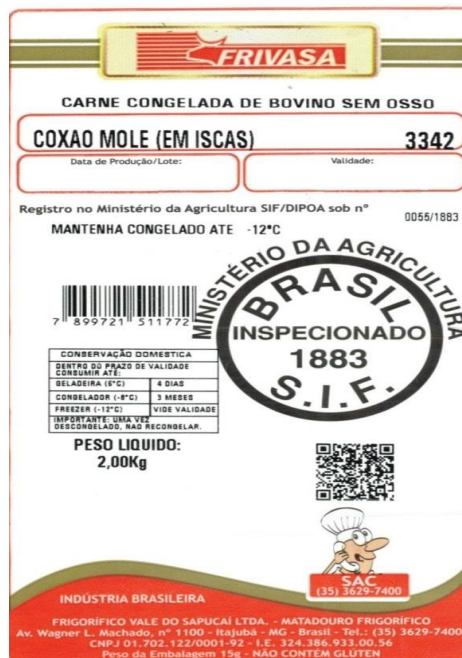 FRIVASA
CARNE CONGELADA DE BOVINO SEM OSSO
COXAO MOLE (EM ISCAS) 3342
Data de Produção/Lote: Validade:
Registro no Ministério da Agricultura SIF/DIPOA sob nº 0055/1883
MANTENHA CONGELADO ATE -12°C
MINISTÉRIO DA AGRICULTURA
BRASIL
INSPECIONADO
1883
S.I.F.
7 899721 511772
CONSERVAÇÃO DOMESTICA
DENTRO DO PRAZO DE VALIDADE
CONSUMIR ATÉ:
GELADEIRA (5°C) 4 DIAS
CONGELADOR (-8°C) 3 MESES
FREEZER (-12°C) VIDE VALIDADE
IMPORTANTE: UMA VEZ
DESCONGELADO, NAO RECONGELAR.
PESO LIQUIDO:
2,00Kg
SAC
(35) 3629-7400
INDÚSTRIA BRASILEIRA
FRIGORÍFICO VALE DO SAPUCAÍ LTDA. - MATADOURO FRIGORÍFICO
Av. Wagner L. Machado, nº 1100 - Itajubá - MG - Brasil - Tel.: (35) 3629-7400
CNPJ 01.702.122/0001-92 - I.E. 324.386.933.00.56
Peso da Embalagem 15g - NÃO CONTÉM GLÚTEN